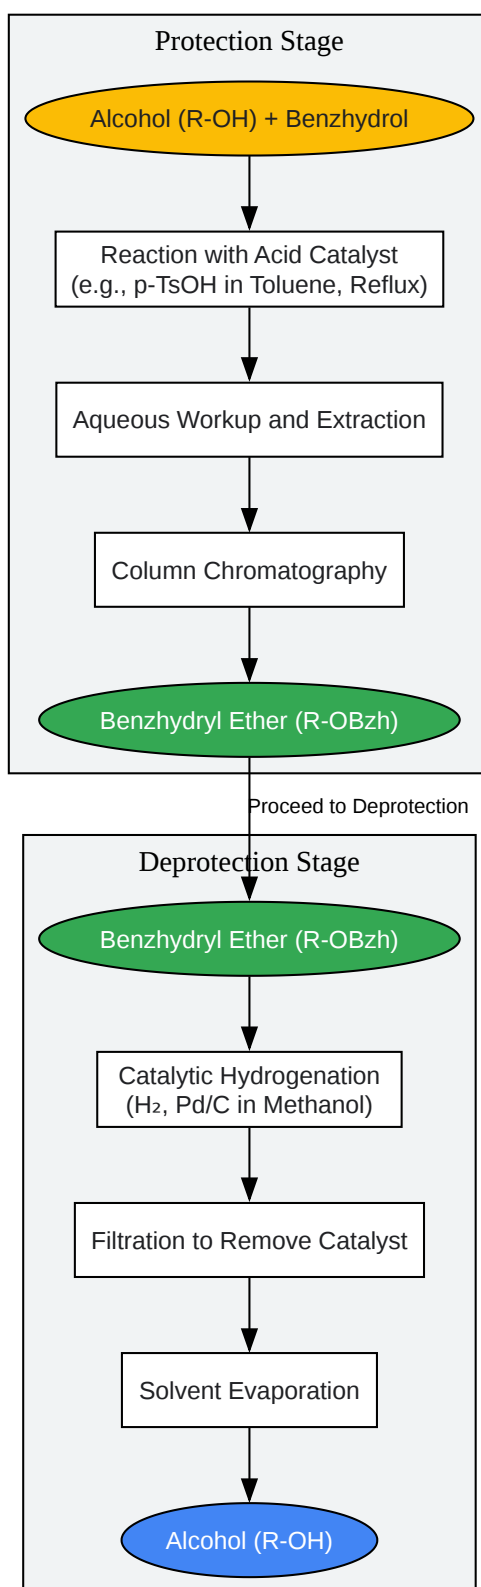 Protection Stage
Alcohol (R-OH) + Benzhydrol
Reaction with Acid Catalyst
(e.g., p-TsOH in Toluene, Reflux)
Aqueous Workup and Extraction
Column Chromatography
Benzhydryl Ether (R-OBzh)
Proceed to Deprotection
Deprotection Stage
Benzhydryl Ether (R-OBzh)
Catalytic Hydrogenation
(H₂, Pd/C in Methanol)
Filtration to Remove Catalyst
Solvent Evaporation
Alcohol (R-OH)